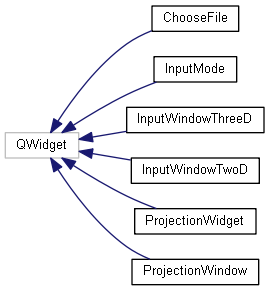 ChooseFile
InputMode
InputWindowThreeD
QWidget
InputWindowTwoD
ProjectionWidget
ProjectionWindow